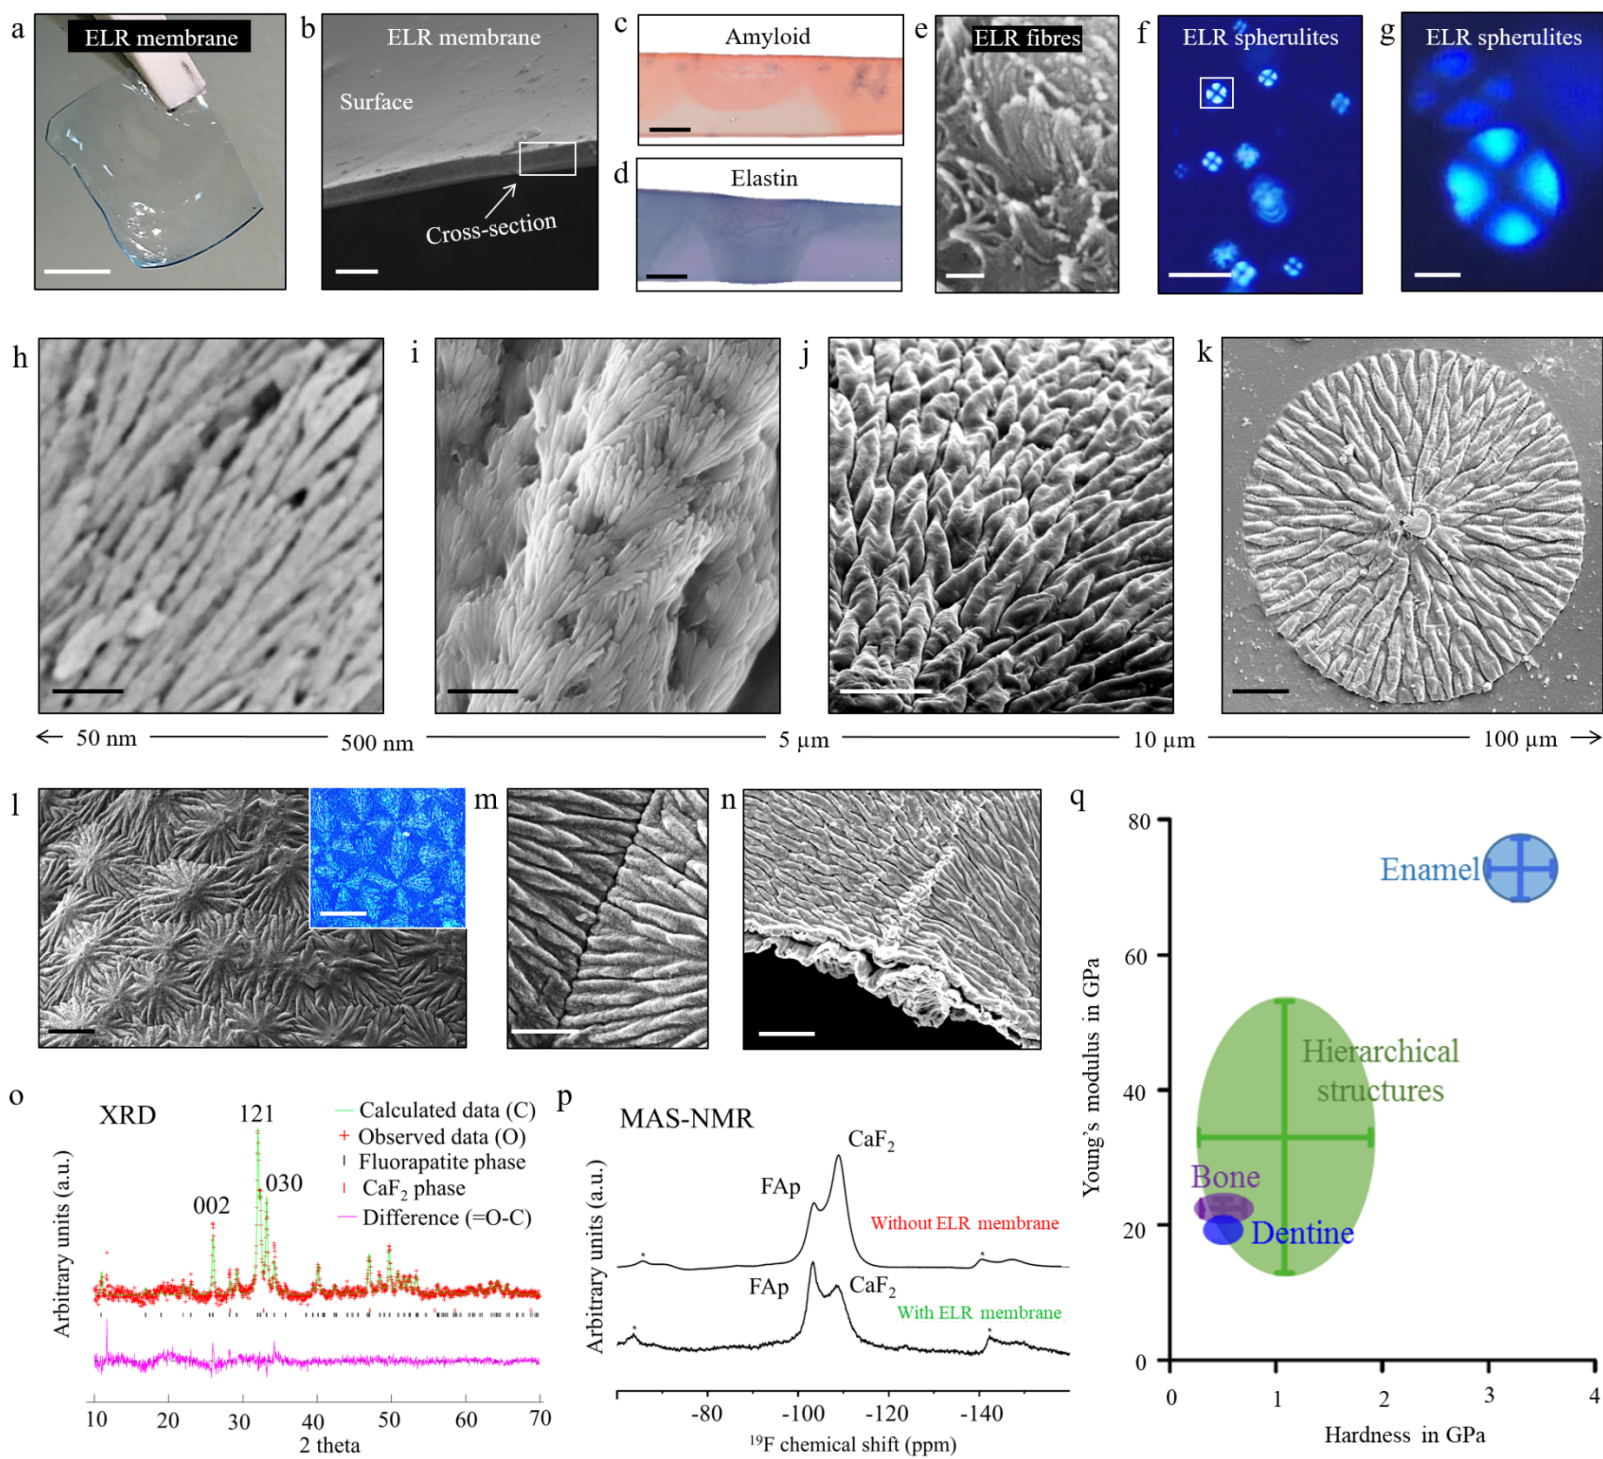 a
ELR membrane
b
ELR membrane
Surface
Cross-section
c
Amyloid
d
Elastin
e
ELR fibres
f
ELR spherulites
g
ELR spherulites
h
i
j
k
50 nm
500 nm
5 µm
10 µm
100 µm
l
m
n
o
XRD
121
002
030
Calculated data (C)
Observed data (O)
Fluorapatite phase
CaF2 phase
Difference (=O-C)
Arbitrary units (a.u.)
10 20 30 40 50 60 70
2 theta
p
MAS-NMR
CaF2
FAp
Without ELR membrane
FAp
CaF2
With ELR membrane
* * * *
Arbitrary units (a.u.)
-80 -100 -120 -140
19F chemical shift (ppm)
q
80
60
40
20
0
Young's modulus in GPa
Enamel
Hierarchical
structures
Bone
Dentine
0 1 2 3 4
Hardness in GPa